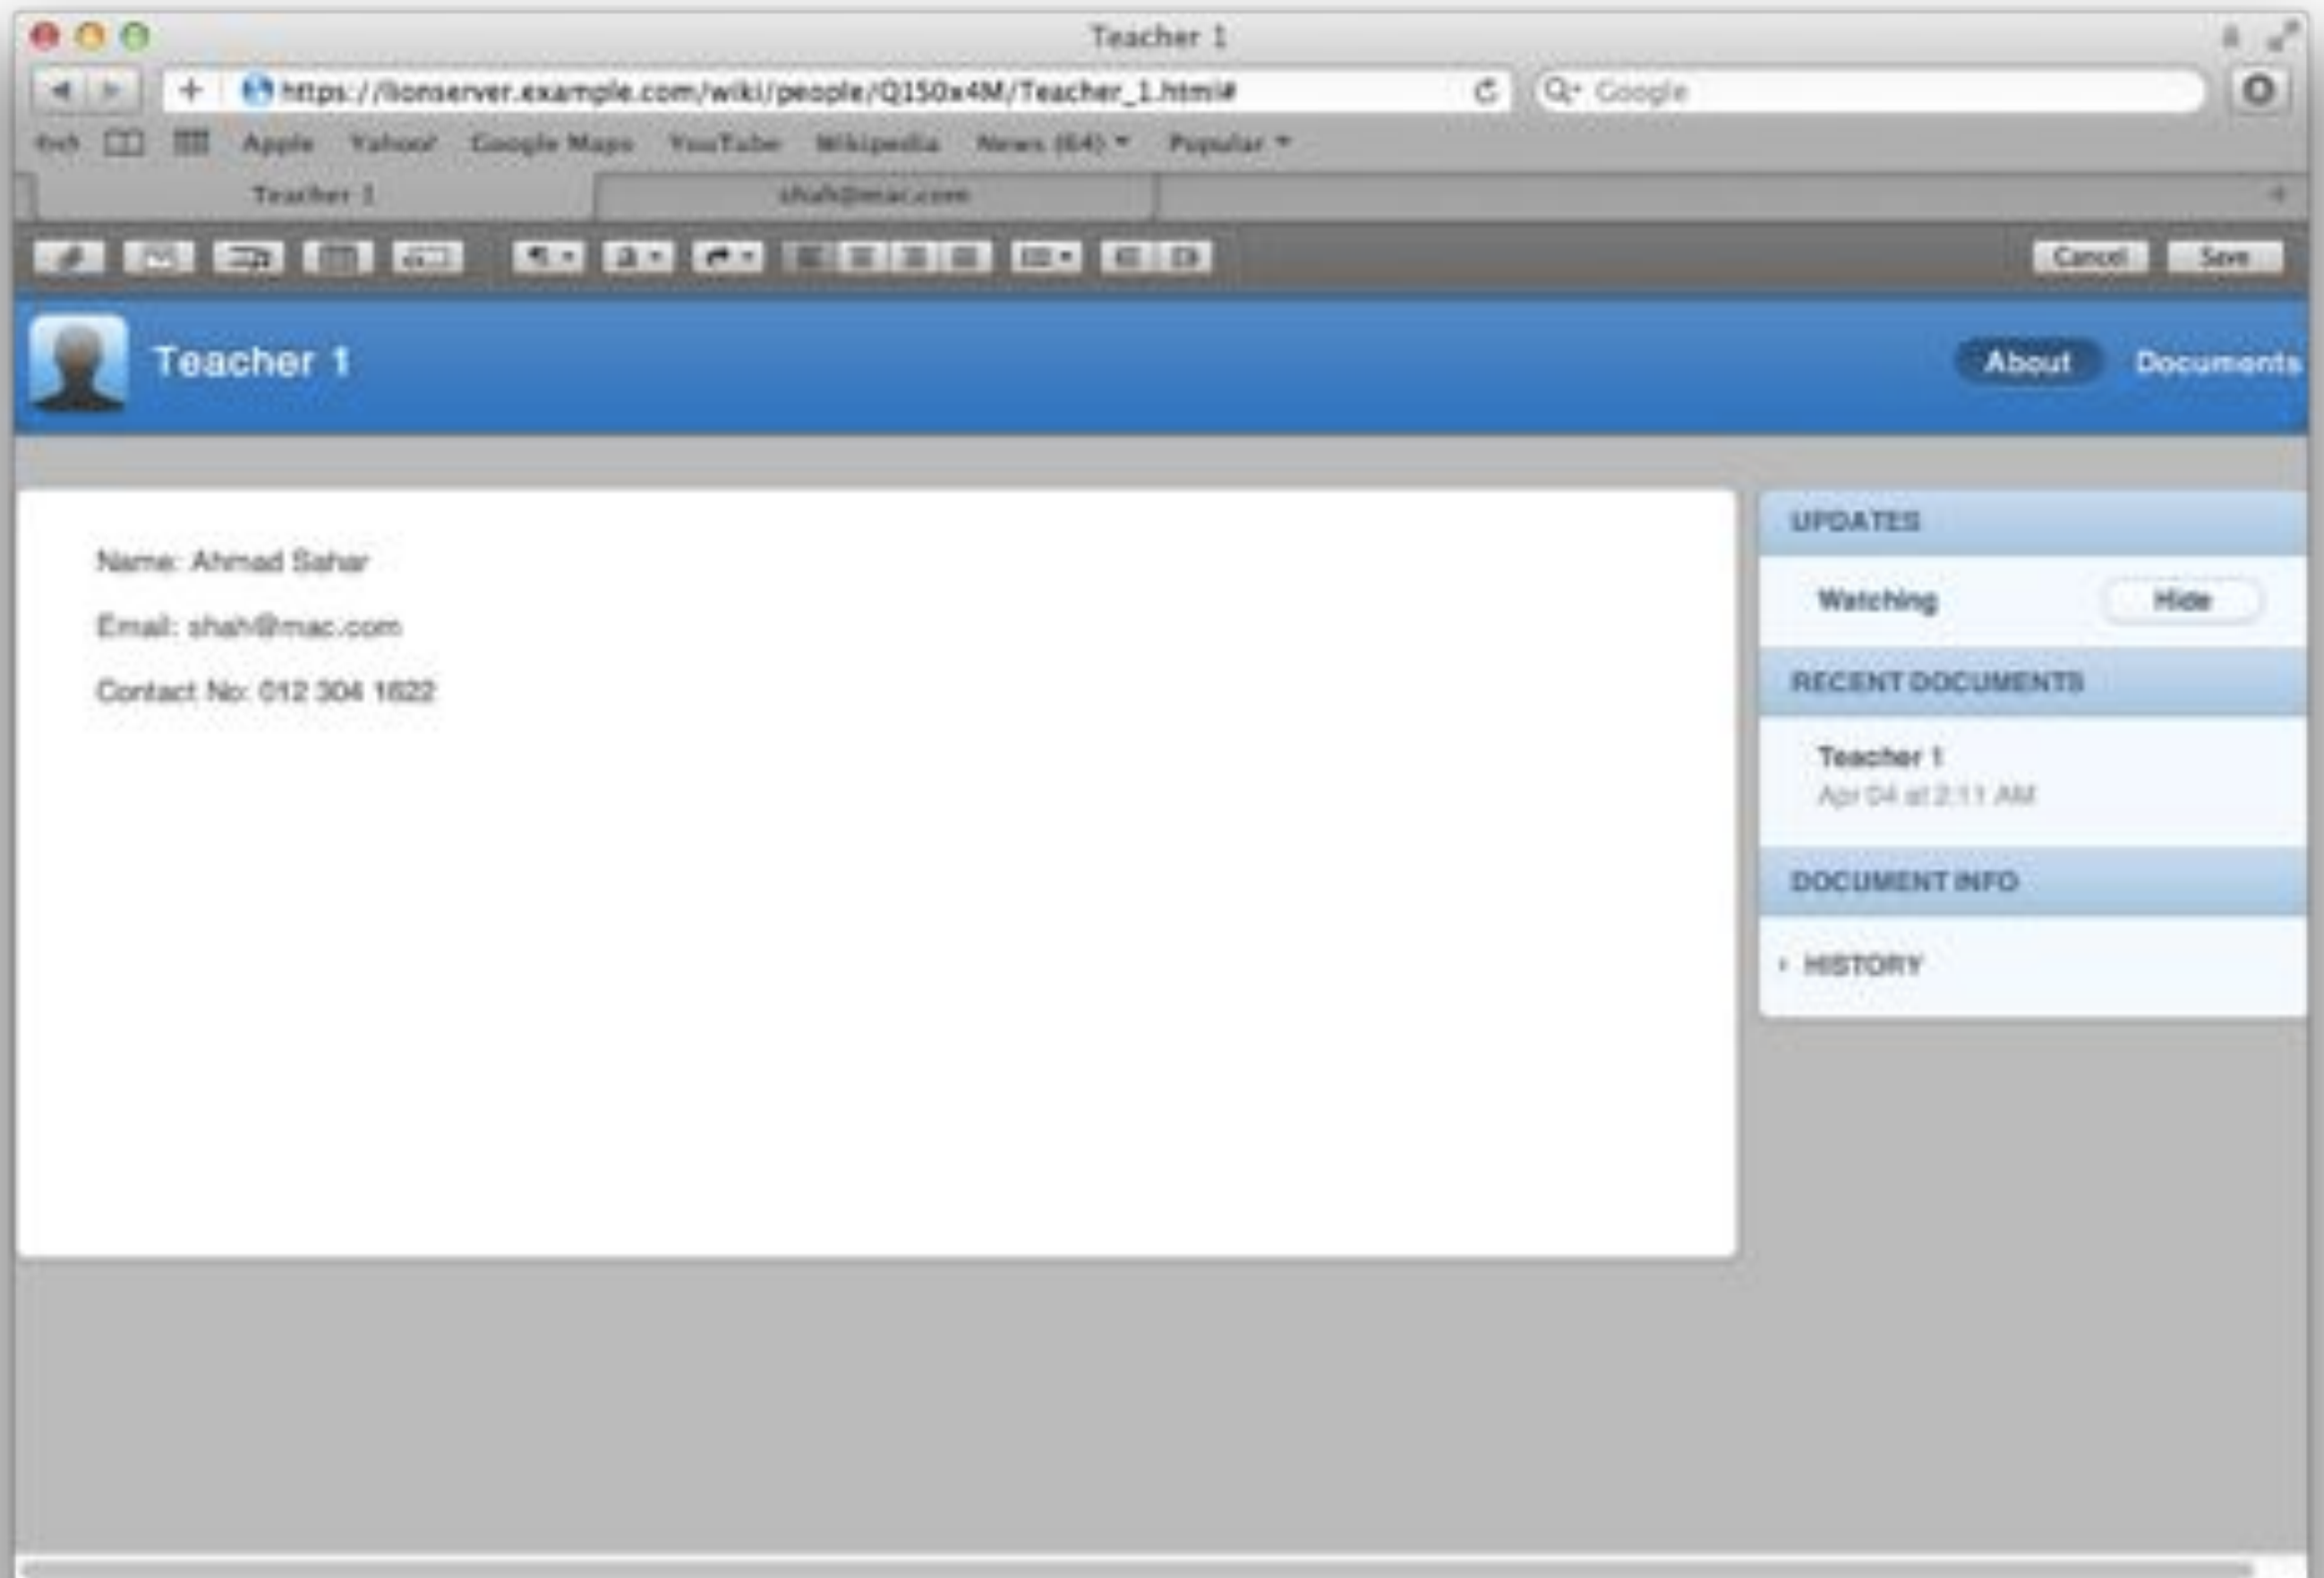 Teacher 1
https://lionserver.example.com/wiki/people/Q150x4M/Teacher_1.html#
Google
Apple Yahoo! Google Maps YouTube Wikipedia News (64) Popular
Teacher 1
shah@mac.com
Cancel Save
Teacher 1
About Documents
Name: Ahmad Sahar
Email: shah@mac.com
Contact No: 012 304 1622
UPDATES
Watching Hide
RECENT DOCUMENTS
Teacher 1
Apr 04 at 2:11 AM
DOCUMENT INFO
HISTORY